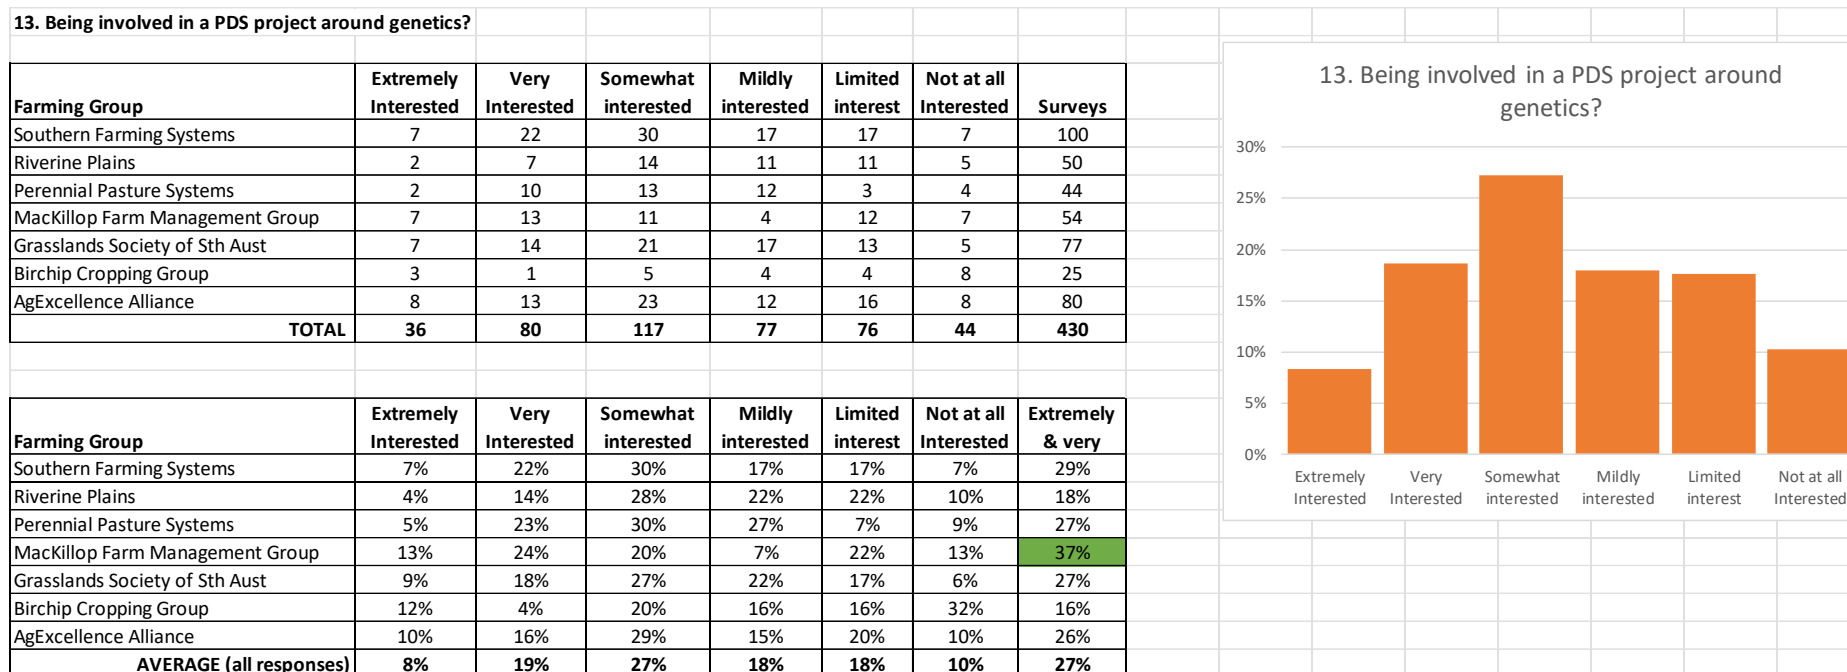 13. Being involved in a PDS project around genetics?
Farming Group Extremely Interested Very Interested Somewhat interested Mildly interested Limited interest Not at all Interested Surveys
Southern Farming Systems 7 22 30 17 17 7 100
Riverine Plains 2 7 14 11 11 5 50
Perennial Pasture Systems 2 10 13 12 3 4 44
MacKillop Farm Management Group 7 13 11 4 12 7 54
Grasslands Society of Sth Aust 7 14 21 17 13 5 77
Birchip Cropping Group 3 1 5 4 4 8 25
AgExcellence Alliance 8 13 23 12 16 8 80
TOTAL 36 80 117 77 76 44 430
Farming Group Extremely Interested Very Interested Somewhat interested Mildly interested Limited interest Not at all Interested Extremely & very
Southern Farming Systems 7% 22% 30% 17% 17% 7% 29%
Riverine Plains 4% 14% 28% 22% 22% 10% 18%
Perennial Pasture Systems 5% 23% 30% 27% 7% 9% 27%
MacKillop Farm Management Group 13% 24% 20% 7% 22% 13% 37%
Grasslands Society of Sth Aust 9% 18% 27% 22% 17% 6% 27%
Birchip Cropping Group 12% 4% 20% 16% 16% 32% 16%
AgExcellence Alliance 10% 16% 29% 15% 20% 10% 26%
AVERAGE (all responses) 8% 19% 27% 18% 18% 10% 27%
13. Being involved in a PDS project around
genetics?
30%
25%
20%
15%
10%
5%
0%
Extremely Very Somewhat Mildly Limited Not at all
Interested Interested interested interested interest Interested